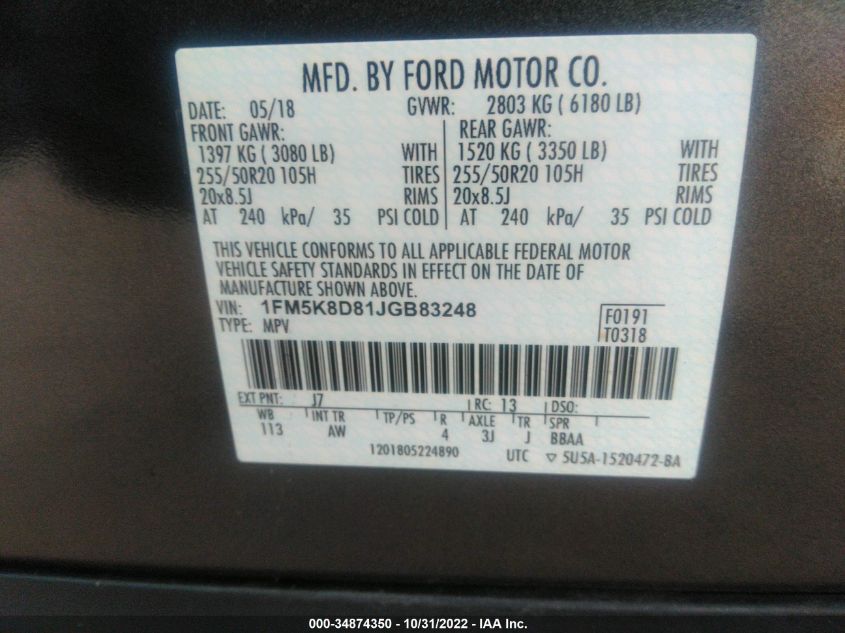 MFD. BY FORD MOTOR CO.
DATE: 05/18 GVWR: 2803 KG ( 6180 LB)
FRONT GAWR: REAR GAWR:
1397 KG ( 3080 LB) WITH 1520 KG ( 3350 LB) WITH
255/50R20 105H TIRES 255/50R20 105H TIRES
20x8.5J RIMS 20x8.5J RIMS
AT 240 kPa/ 35 PSI COLD AT 240 kPa/ 35 PSI COLD
THIS VEHICLE CONFORMS TO ALL APPLICABLE FEDERAL MOTOR
VEHICLE SAFETY STANDARDS IN EFFECT ON THE DATE OF
MANUFACTURE SHOWN ABOVE.
VIN: 1FM5K8D81JGB83248 F0191
TYPE: MPV T0318
EXT PNT: J7 RC: 13 DSO:
WB INT TR TP/PS R AXLE TR SPR
113 AW 4 3J J BBAA
1201805224890 UTC ▽ 5U5A-1520472-BA
000-34874350 - 10/31/2022 - IAA Inc.